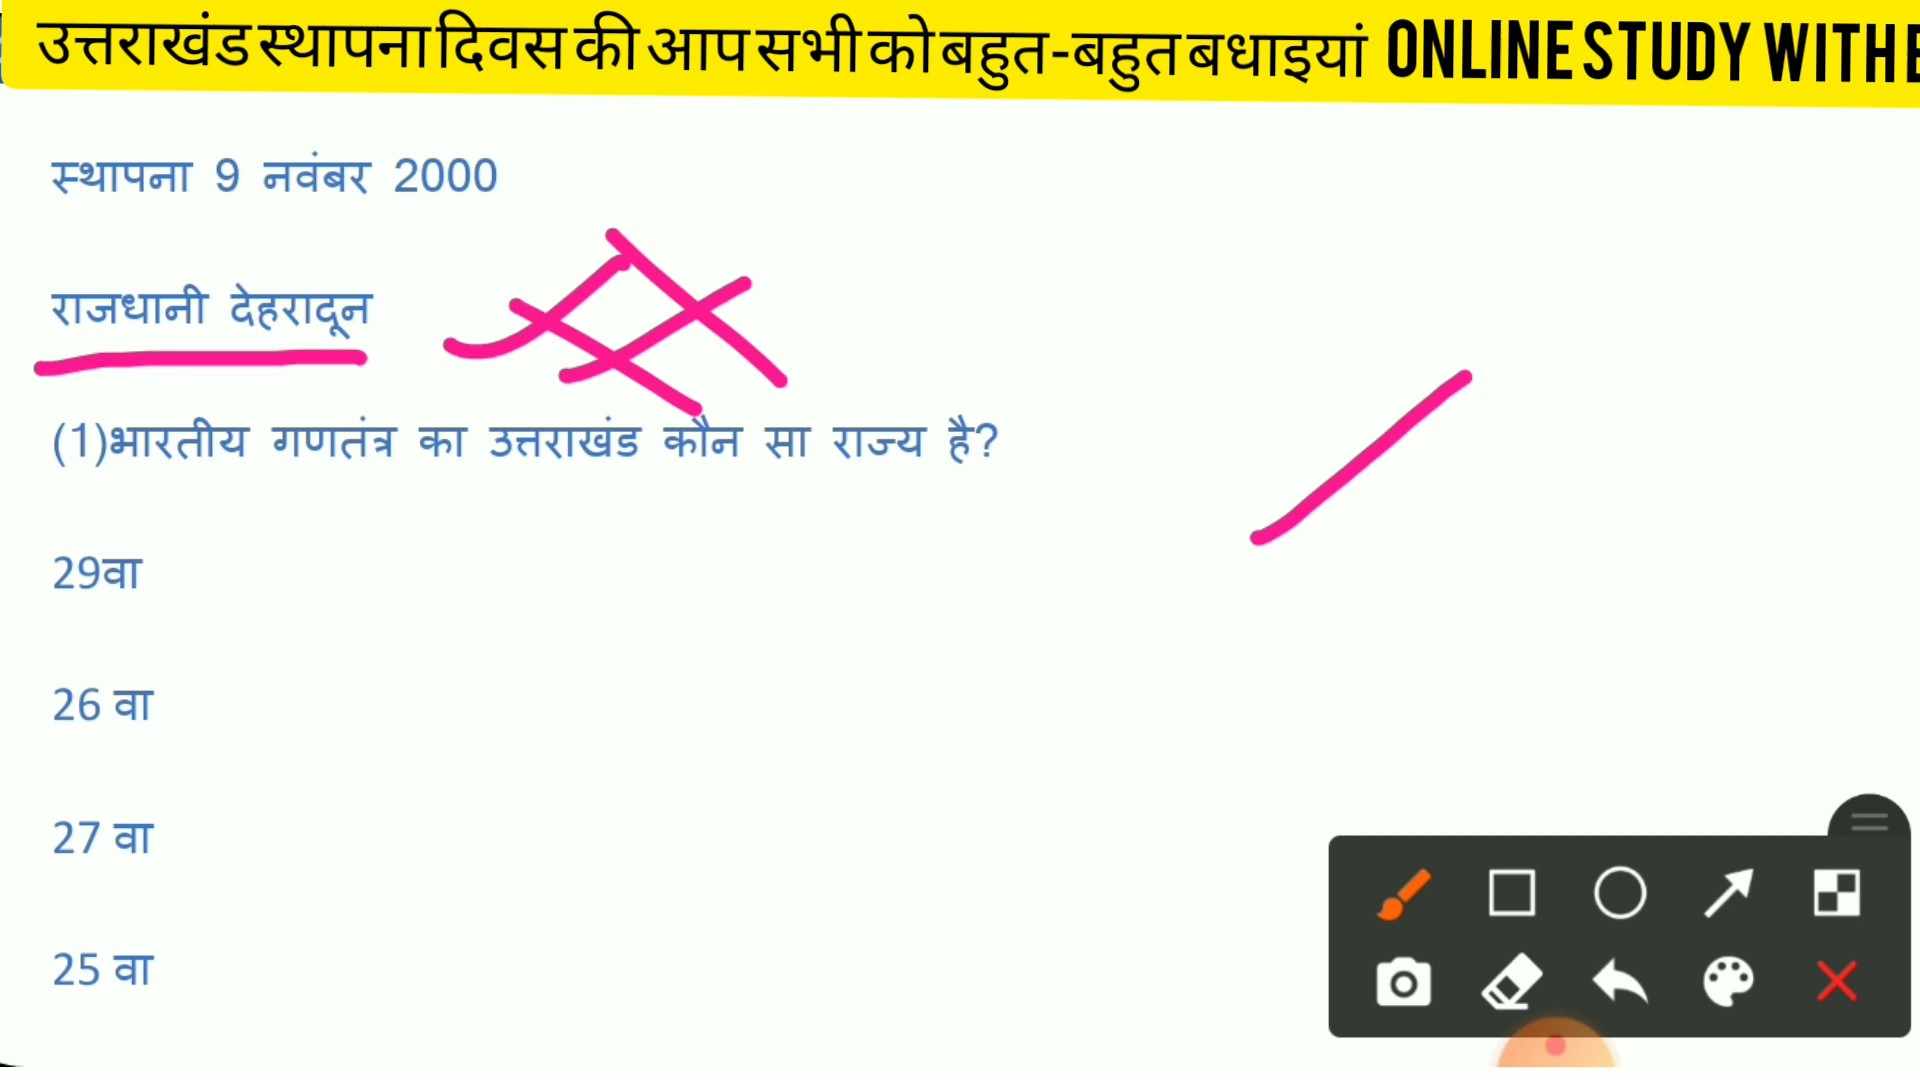 उत्तराखंड स्थापना दिवस की आप सभी को बहुत-बहुत बधाइयां ONLINE STUDY WITH
स्थापना 9 नवंबर 2000
राजधानी देहरादून
(1)भारतीय गणतंत्र का उत्तराखंड कौन सा राज्य है?
29वा
26 वा
27 वा
25 वा